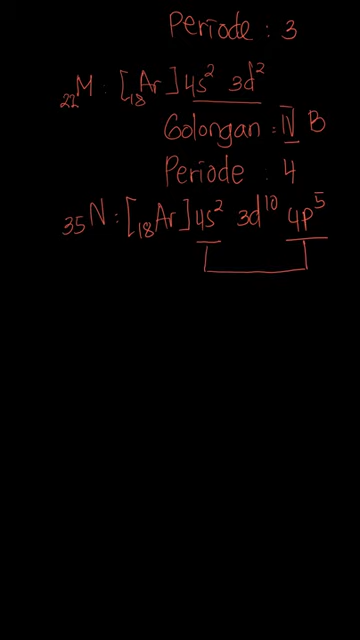 Periode : 3
₂₂M : [₁₈Ar] 4s² 3d²
Golongan : IV B
Periode : 4
₃₅N : [₁₈Ar] 4s² 3d¹⁰ 4p⁵